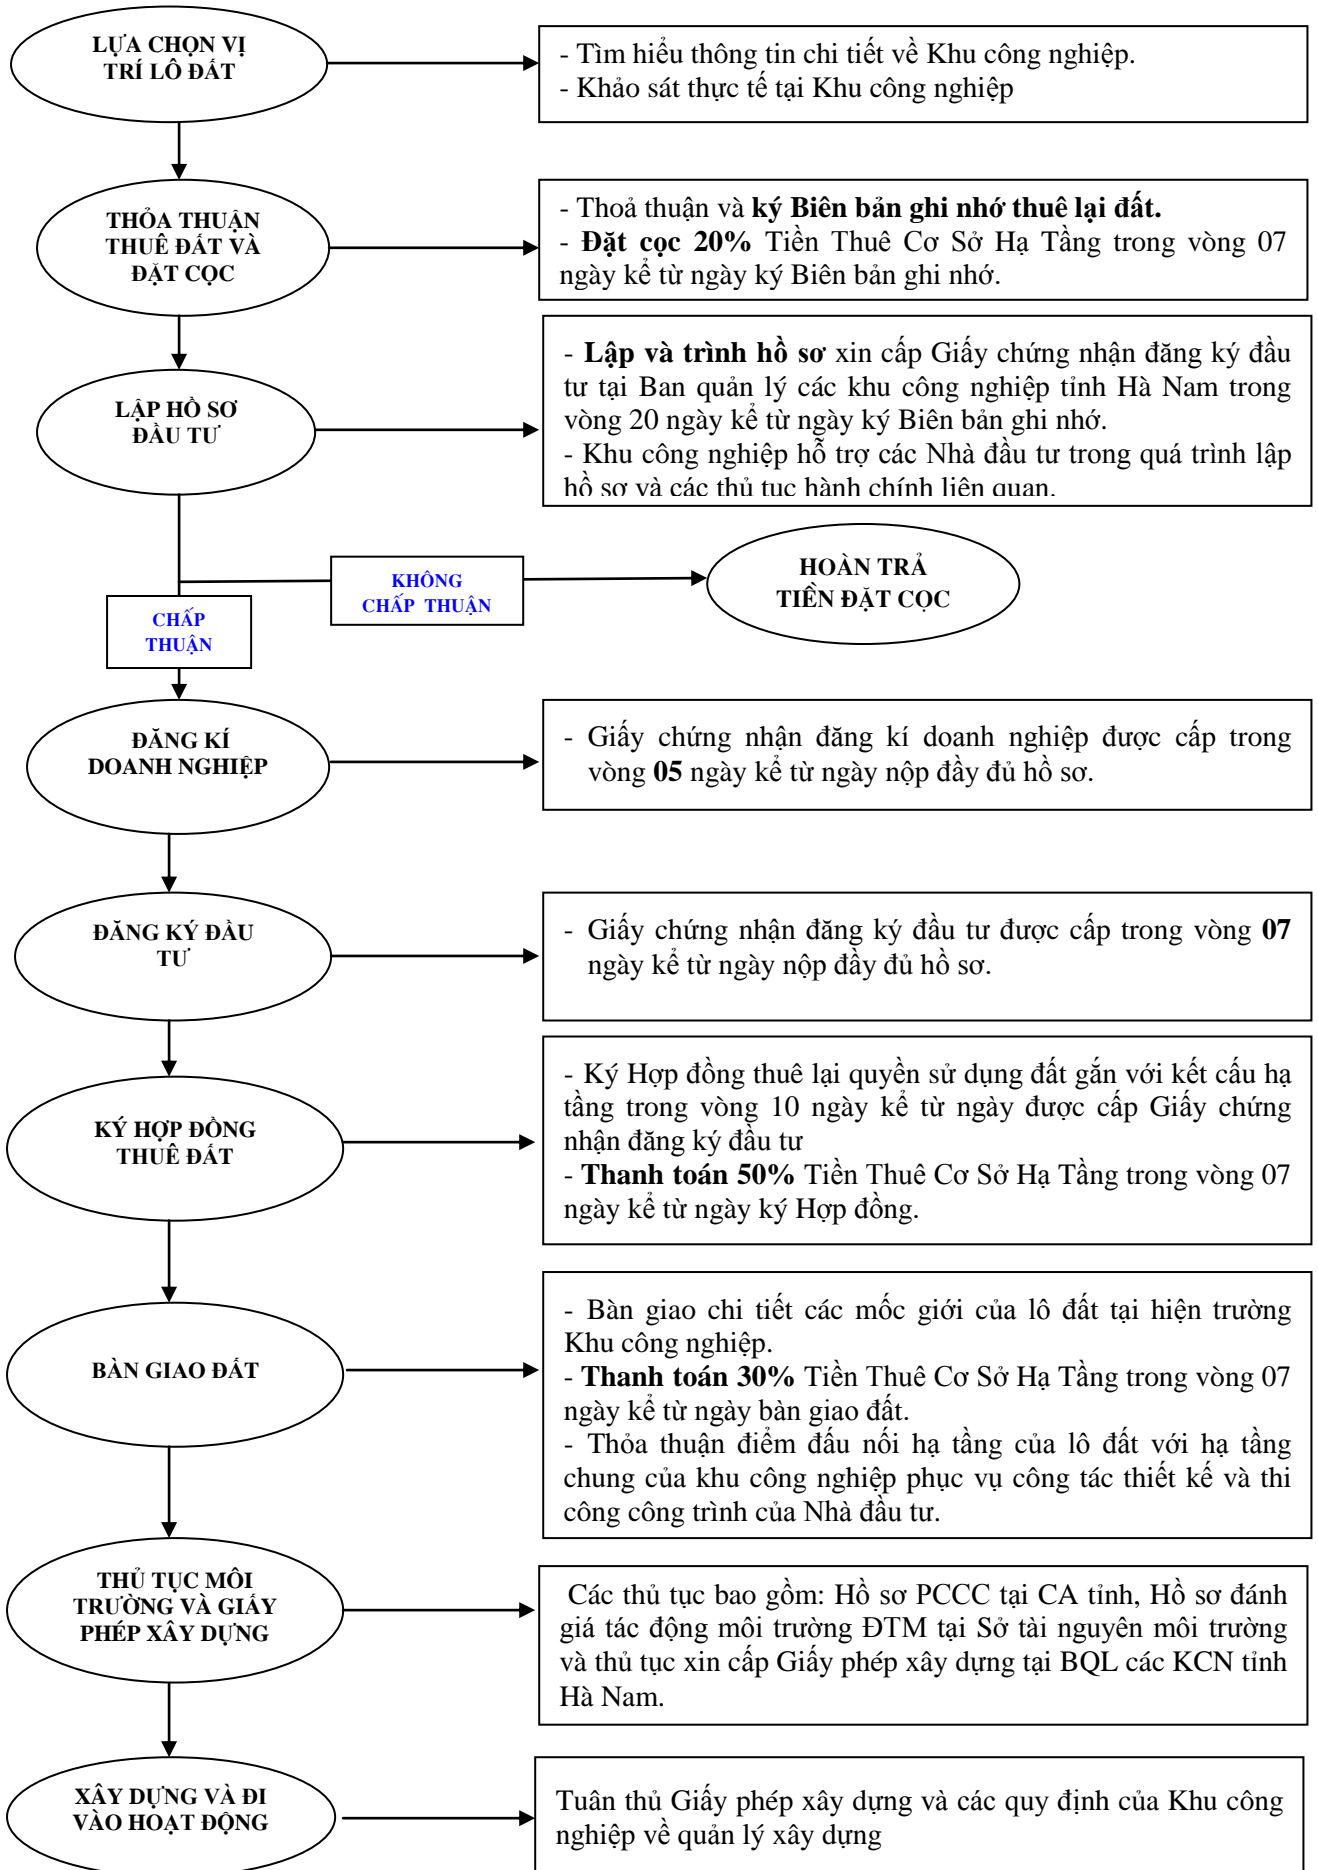 LỰA CHỌN VỊ
TRÍ LÔ ĐẤT
- Tìm hiểu thông tin chi tiết về Khu công nghiệp.
- Khảo sát thực tế tại Khu công nghiệp
THỎA THUẬN
THUÊ ĐẤT VÀ
ĐẶT CỌC
- Thoả thuận và ký Biên bản ghi nhớ thuê lại đất.
- Đặt cọc 20% Tiền Thuê Cơ Sở Hạ Tầng trong vòng 07
ngày kể từ ngày ký Biên bản ghi nhớ.
LẬP HỒ SƠ
ĐẦU TƯ
- Lập và trình hồ sơ xin cấp Giấy chứng nhận đăng ký đầu
tư tại Ban quản lý các khu công nghiệp tỉnh Hà Nam trong
vòng 20 ngày kể từ ngày ký Biên bản ghi nhớ.
- Khu công nghiệp hỗ trợ các Nhà đầu tư trong quá trình lập
hồ sơ và các thủ tục hành chính liên quan.
KHÔNG
CHẤP THUẬN
HOÀN TRẢ
TIỀN ĐẶT CỌC
CHẤP
THUẬN
ĐĂNG KÍ
DOANH NGHIỆP
- Giấy chứng nhận đăng kí doanh nghiệp được cấp trong
vòng 05 ngày kể từ ngày nộp đầy đủ hồ sơ.
ĐĂNG KÝ ĐẦU
TƯ
- Giấy chứng nhận đăng ký đầu tư được cấp trong vòng 07
ngày kể từ ngày nộp đầy đủ hồ sơ.
KÝ HỢP ĐỒNG
THUÊ ĐẤT
- Ký Hợp đồng thuê lại quyền sử dụng đất gắn với kết cấu hạ
tầng trong vòng 10 ngày kể từ ngày được cấp Giấy chứng
nhận đăng ký đầu tư
- Thanh toán 50% Tiền Thuê Cơ Sở Hạ Tầng trong vòng 07
ngày kể từ ngày ký Hợp đồng.
BÀN GIAO ĐẤT
- Bàn giao chi tiết các mốc giới của lô đất tại hiện trường
Khu công nghiệp.
- Thanh toán 30% Tiền Thuê Cơ Sở Hạ Tầng trong vòng 07
ngày kể từ ngày bàn giao đất.
- Thỏa thuận điểm đấu nối hạ tầng của lô đất với hạ tầng
chung của khu công nghiệp phục vụ công tác thiết kế và thi
công công trình của Nhà đầu tư.
THỦ TỤC MÔI
TRƯỜNG VÀ GIẤY
PHÉP XÂY DỰNG
Các thủ tục bao gồm: Hồ sơ PCCC tại CA tỉnh, Hồ sơ đánh
giá tác động môi trường ĐTM tại Sở tài nguyên môi trường
và thủ tục xin cấp Giấy phép xây dựng tại BQL các KCN tỉnh
Hà Nam.
XÂY DỰNG VÀ ĐI
VÀO HOẠT ĐỘNG
Tuân thủ Giấy phép xây dựng và các quy định của Khu công
nghiệp về quản lý xây dựng